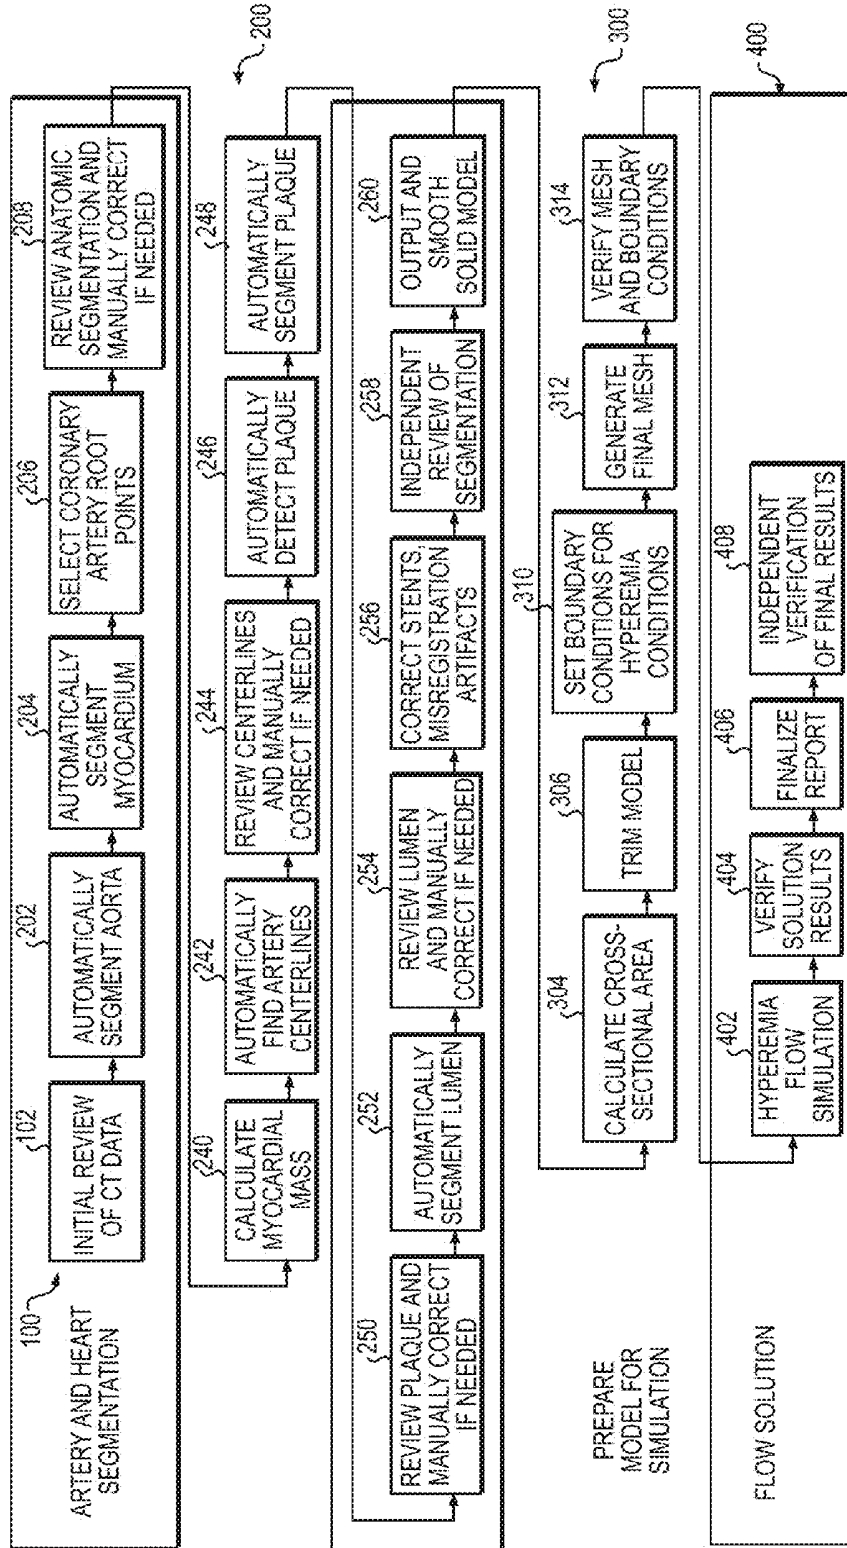 100
ARTERY AND HEART
SEGMENTATION
102
INITIAL REVIEW
OF CT DATA
202
AUTOMATICALLY
SEGMENT AORTA
204
AUTOMATICALLY
SEGMENT
MYOCARDIUM
206
SELECT CORONARY
ARTERY ROOT
POINTS
208
REVIEW ANATOMIC
SEGMENTATION AND
MANUALLY CORRECT
IF NEEDED
200
240
CALCULATE
MYOCARDIAL
MASS
242
AUTOMATICALLY
FIND ARTERY
CENTERLINES
244
REVIEW CENTERLINES
AND MANUALLY
CORRECT IF NEEDED
246
AUTOMATICALLY
DETECT PLAQUE
248
AUTOMATICALLY
SEGMENT PLAQUE
250
REVIEW PLAQUE AND
MANUALLY CORRECT
IF NEEDED
252
AUTOMATICALLY
SEGMENT LUMEN
254
REVIEW LUMEN
AND MANUALLY
CORRECT IF NEEDED
256
CORRECT STENTS,
MISREGISTRATION,
ARTIFACTS
258
INDEPENDENT
REVIEW OF
SEGMENTATION
260
OUTPUT AND
SMOOTH
SOLID MODEL
300
PREPARE
MODEL FOR
SIMULATION
304
CALCULATE CROSS-
SECTIONAL AREA
306
TRIM MODEL
310
SET BOUNDARY
CONDITIONS FOR
HYPEREMIA
CONDITIONS
312
GENERATE
FINAL MESH
314
VERIFY MESH
AND BOUNDARY
CONDITIONS
400
FLOW SOLUTION
402
HYPEREMIA
FLOW
SIMULATION
404
VERIFY
SOLUTION
RESULTS
406
FINALIZE
REPORT
408
INDEPENDENT
VERIFICATION
OF FINAL RESULTS